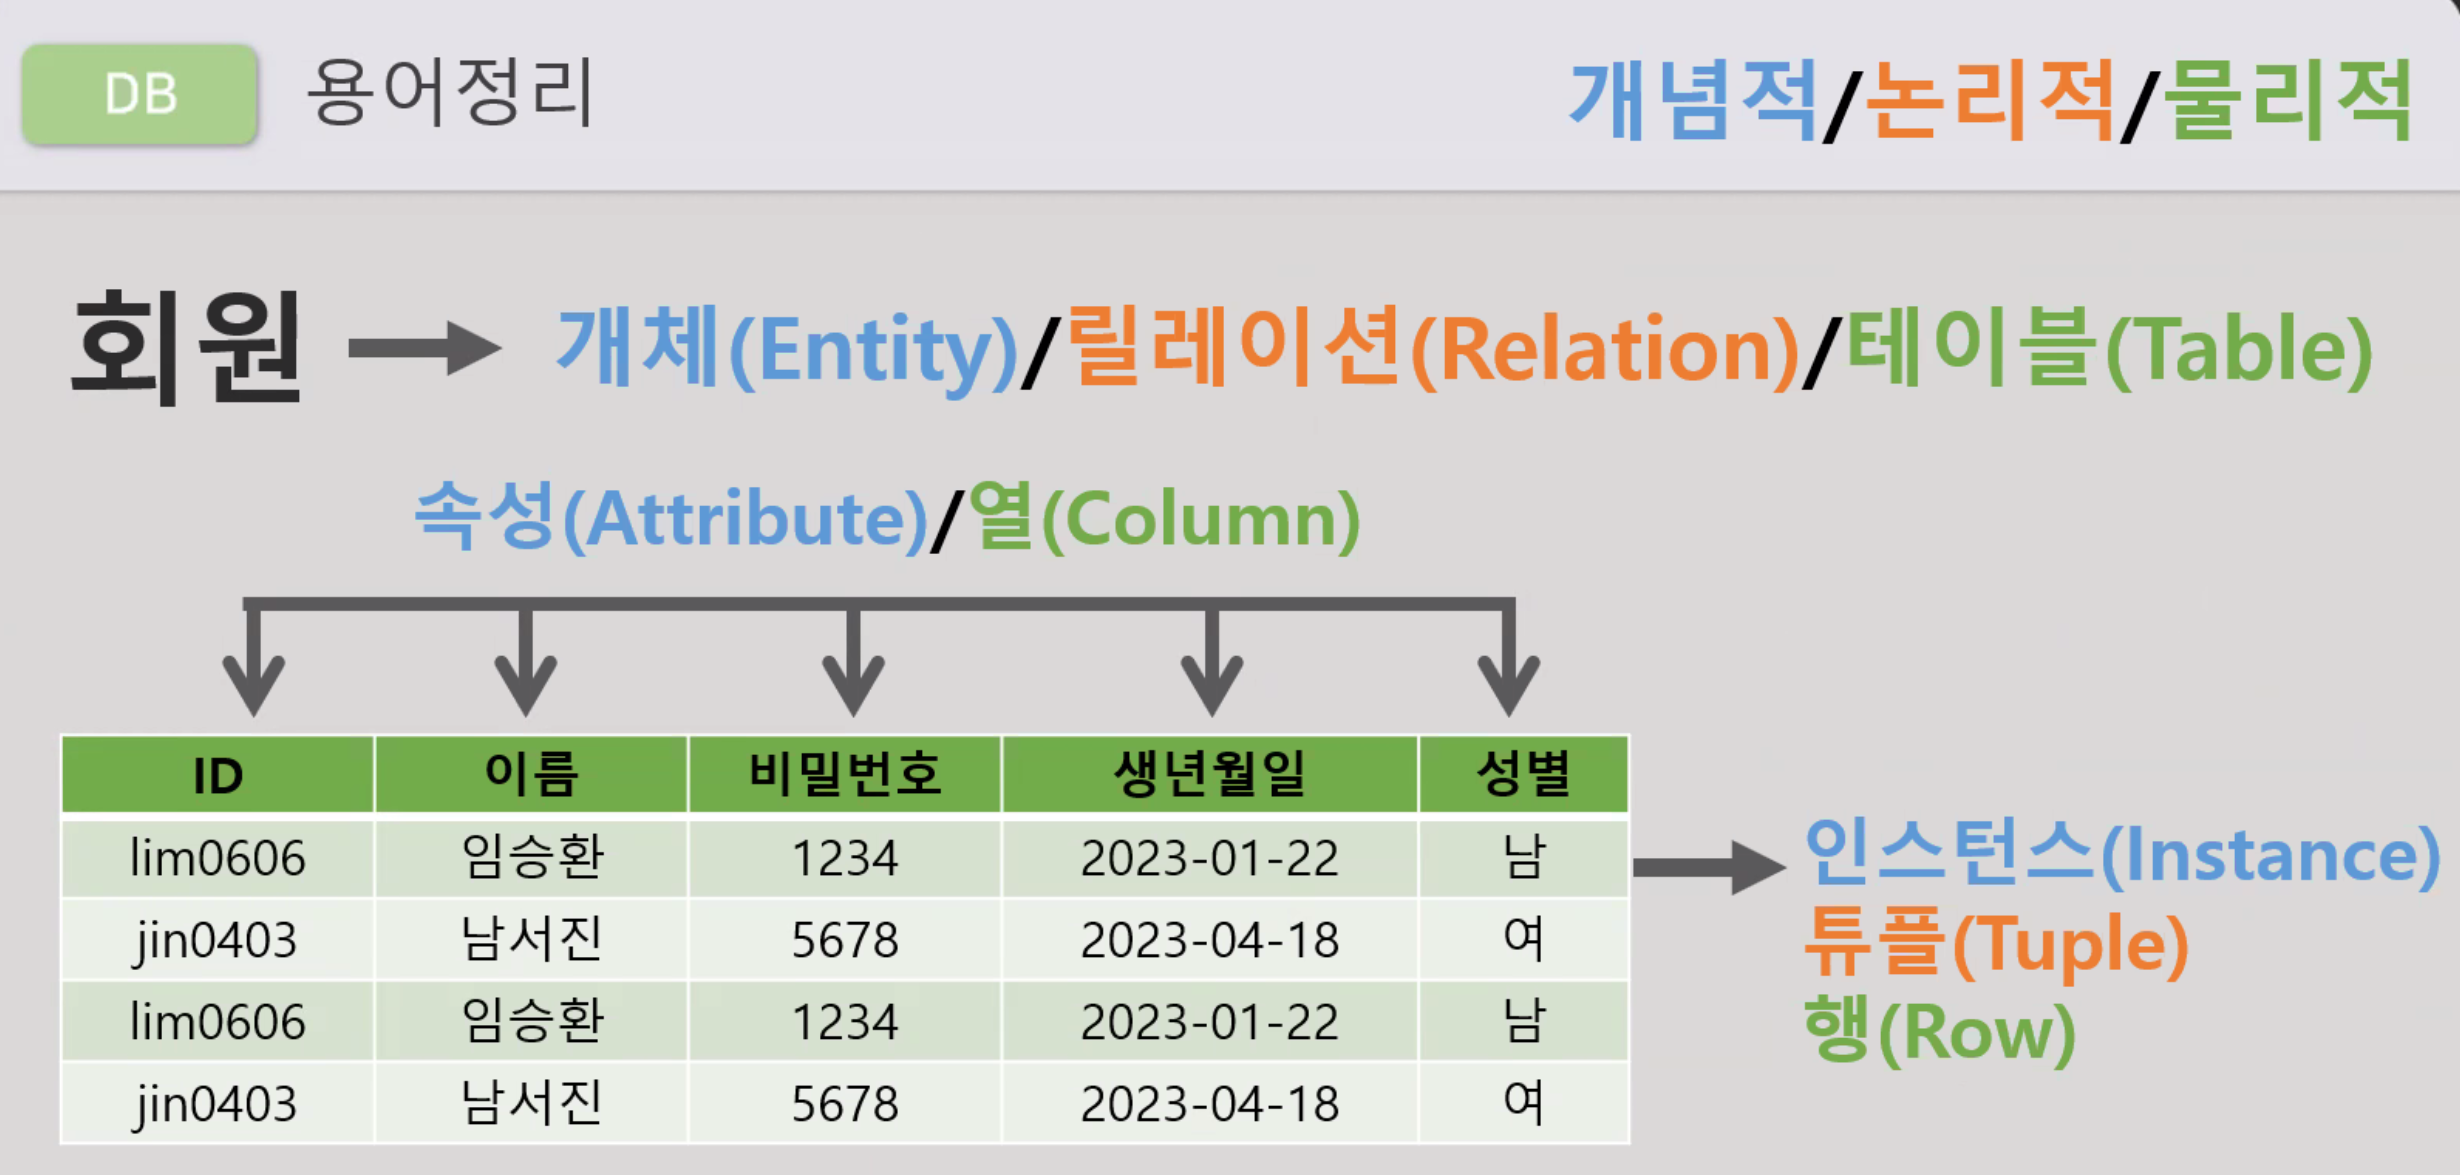 DB 용어정리 개념적/논리적/물리적
회원 개체(Entity)/릴레이션(Relation)/테이블(Table)
속성(Attribute)/열(Column)
ID 이름 비밀번호 생년월일 성별
lim0606 임승환 1234 2023-01-22 남
jin0403 남서진 5678 2023-04-18 여
lim0606 임승환 1234 2023-01-22 남
jin0403 남서진 5678 2023-04-18 여
인스턴스(Instance)
튜플(Tuple)
행(Row)